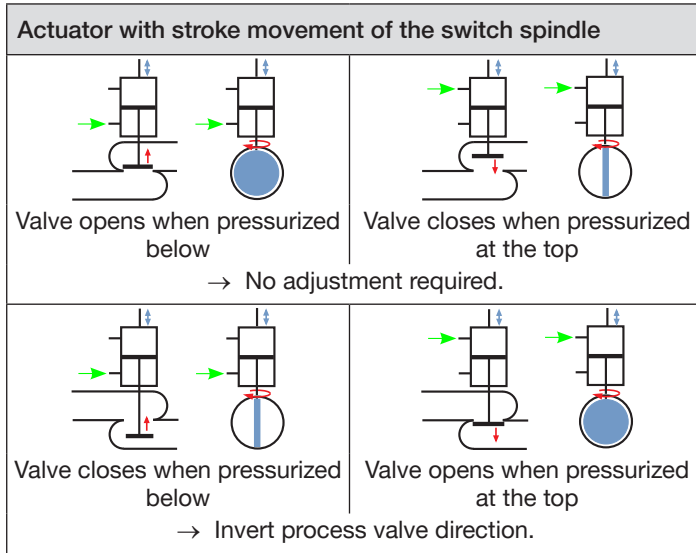 Actuator with stroke movement of the switch spindle
Valve opens when pressurized
below
Valve closes when pressurized
at the top
→ No adjustment required.
Valve closes when pressurized
below
Valve opens when pressurized
at the top
→ Invert process valve direction.